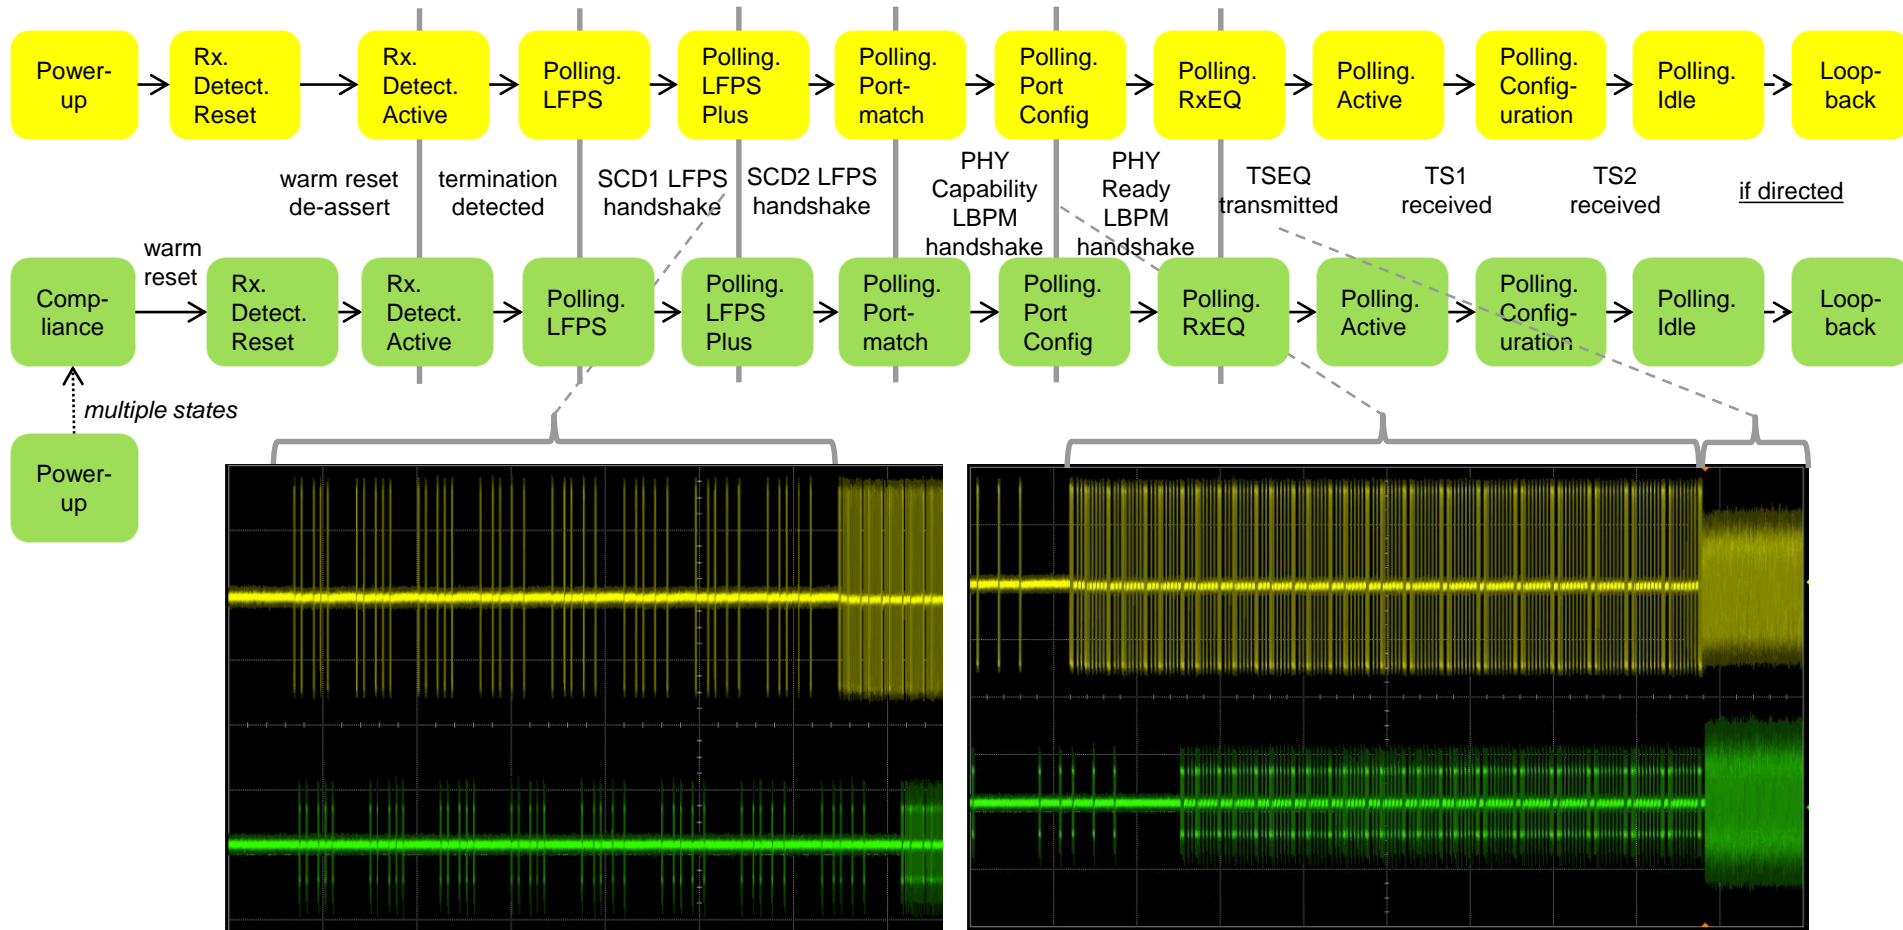 Power-
up
Rx.
Detect.
Reset
Rx.
Detect.
Active
Polling.
LFPS
Polling.
LFPS
Plus
Polling.
Port-
match
Polling.
Port
Config
Polling.
RxEQ
Polling.
Active
Polling.
Config-
uration
Polling.
Idle
Loop-
back
warm reset
de-assert
termination
detected
SCD1 LFPS
handshake
SCD2 LFPS
handshake
PHY
Capability
LBPM
handshake
PHY
Ready
LBPM
handshake
TSEQ
transmitted
TS1
received
TS2
received
if directed
Comp-
liance
warm
reset
Rx.
Detect.
Reset
Rx.
Detect.
Active
Polling.
LFPS
Polling.
LFPS
Plus
Polling.
Port-
match
Polling.
Port
Config
Polling.
RxEQ
Polling.
Active
Polling.
Config-
uration
Polling.
Idle
Loop-
back
multiple states
Power-
up